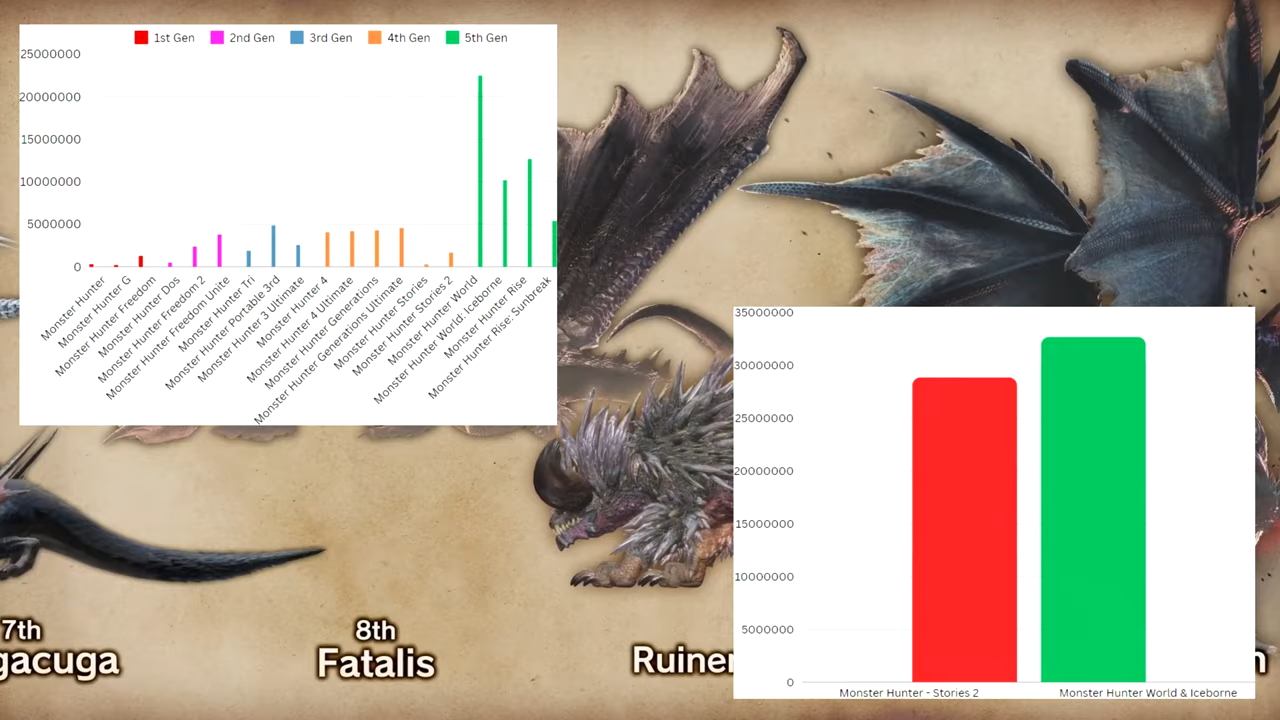 1st Gen 2nd Gen 3rd Gen 4th Gen 5th Gen
25000000
20000000
15000000
10000000
5000000
0
Monster Hunter
Monster Hunter G
Monster Hunter Freedom
Monster Hunter Dos
Monster Hunter Freedom 2
Monster Hunter Freedom Unite
Monster Hunter Tri
Monster Hunter Portable 3rd
Monster Hunter 3 Ultimate
Monster Hunter 4
Monster Hunter 4 Ultimate
Monster Hunter Generations
Monster Hunter Generations Ultimate
Monster Hunter Stories
Monster Hunter Stories 2
Monster Hunter World
Monster Hunter World: Iceborne
Monster Hunter Rise
Monster Hunter Rise: Sunbreak
35000000
30000000
25000000
20000000
15000000
10000000
5000000
0
Monster Hunter - Stories 2 Monster Hunter World & Iceborne
7th
gacuga
8th
Fatalis
Ruiner
n